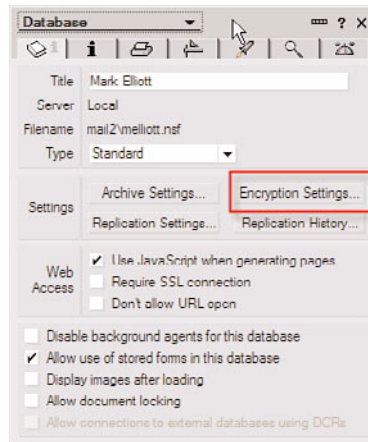 Database
? X
i
Title Mark Elliott
Server Local
Filename mail2\melliott.nsf
Type Standard
Settings
Archive Settings... Encryption Settings...
Replication Settings... Replication History...
Web Access
Use JavaScript when generating pages
Require SSL connection
Don't allow URL open
Disable background agents for this database
Allow use of stored forms in this database
Display images after loading
Allow document locking
Allow connections to external databases using DCRs